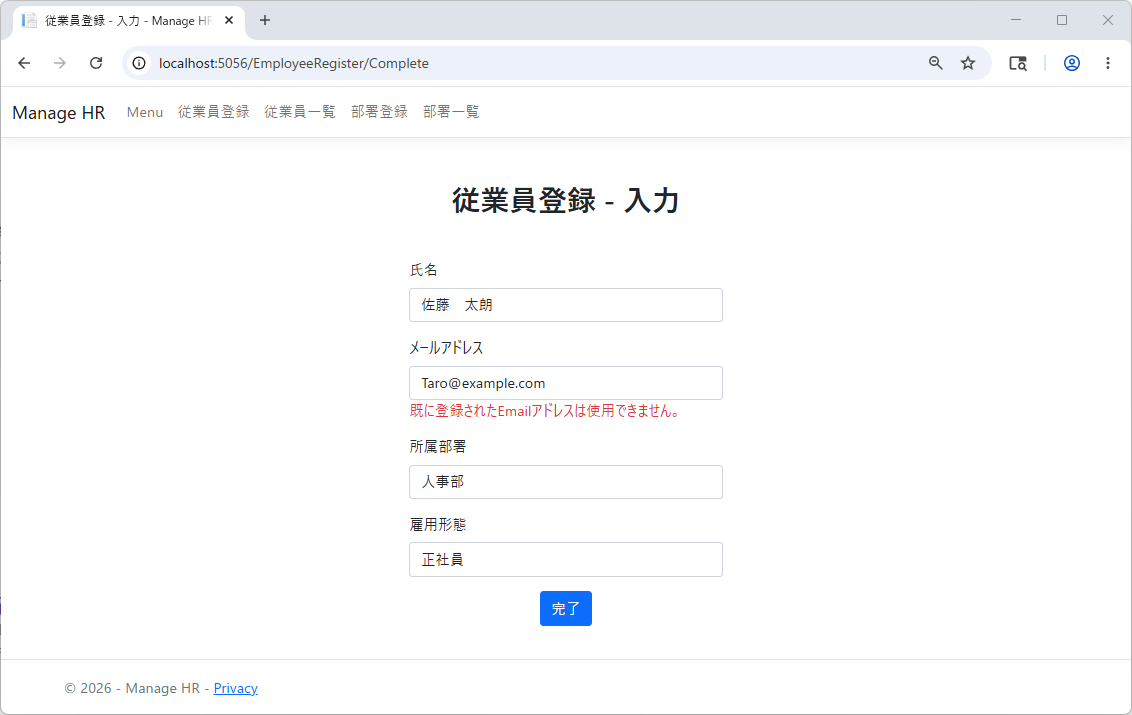 従業員登録 - 入力 - Manage HR
localhost:5056/EmployeeRegister/Complete
Manage HR Menu 従業員登録 従業員一覧 部署登録 部署一覧
従業員登録 - 入力
氏名
佐藤　太朗
メールアドレス
Taro@example.com
既に登録されたEmailアドレスは使用できません。
所属部署
人事部
雇用形態
正社員
完了
© 2026 - Manage HR - Privacy